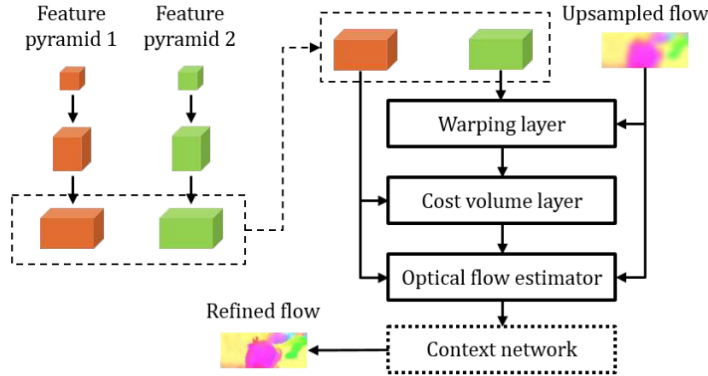 Feature
pyramid 1
Feature
pyramid 2
Upsampled flow
Warping layer
Cost volume layer
Optical flow estimator
Refined flow
Context network